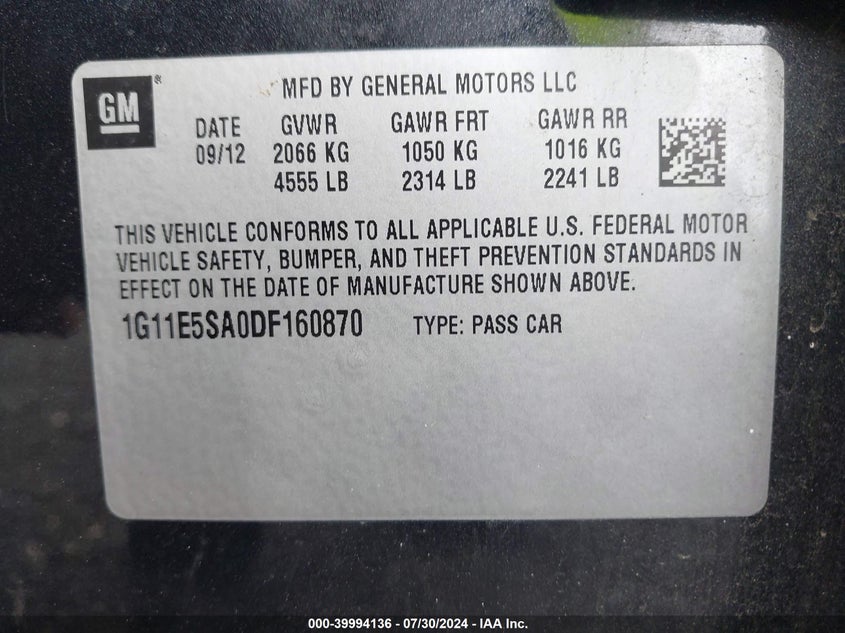 GM ®
MFD BY GENERAL MOTORS LLC
DATE GVWR GAWR FRT GAWR RR
09/12 2066 KG 1050 KG 1016 KG
4555 LB 2314 LB 2241 LB
THIS VEHICLE CONFORMS TO ALL APPLICABLE U.S. FEDERAL MOTOR
VEHICLE SAFETY, BUMPER, AND THEFT PREVENTION STANDARDS IN
EFFECT ON THE DATE OF MANUFACTURE SHOWN ABOVE.
1G11E5SA0DF160870 TYPE: PASS CAR
000-39994136 - 07/30/2024 - IAA Inc.